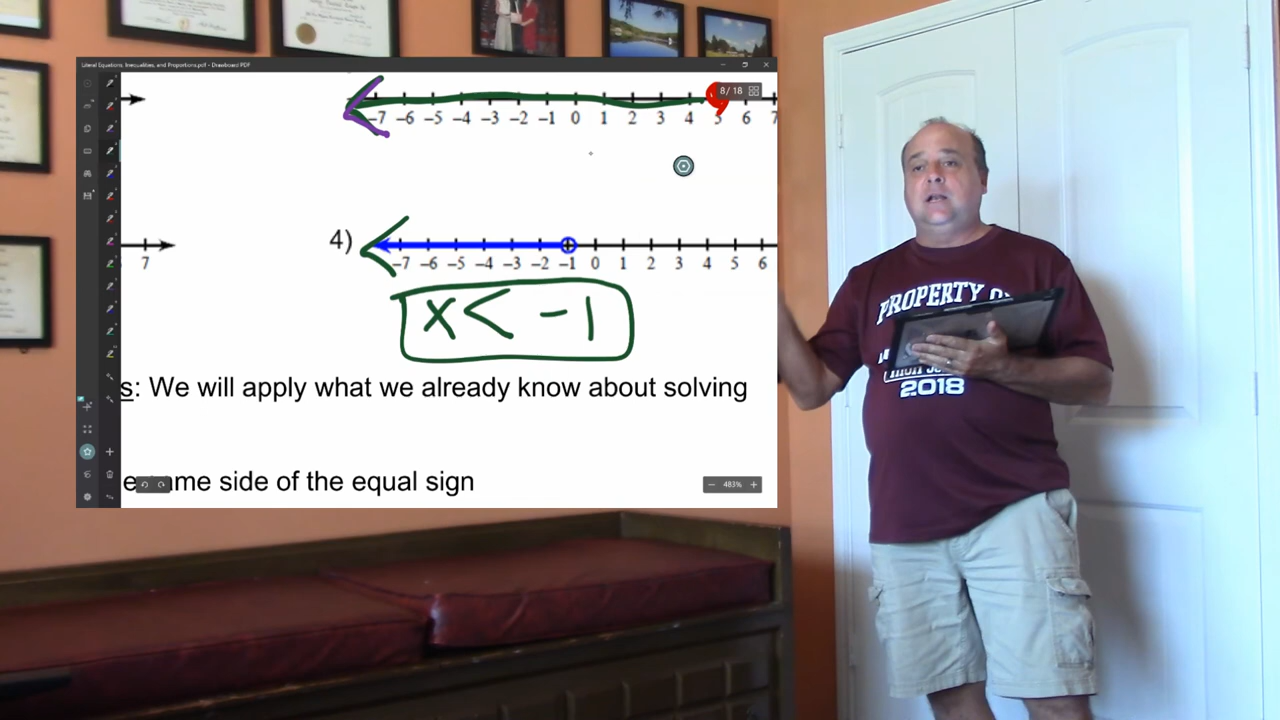 Literal Equations, Inequalities, and Proportions.pdf - Drawboard PDF
8 / 18
-7 -6 -5 -4 -3 -2 -1 0 1 2 3 4 5 6 7
7
4)
-7 -6 -5 -4 -3 -2 -1 0 1 2 3 4 5 6
x < -1
s: We will apply what we already know about solving
ame side of the equal sign
483%
PROPERTY O
2018